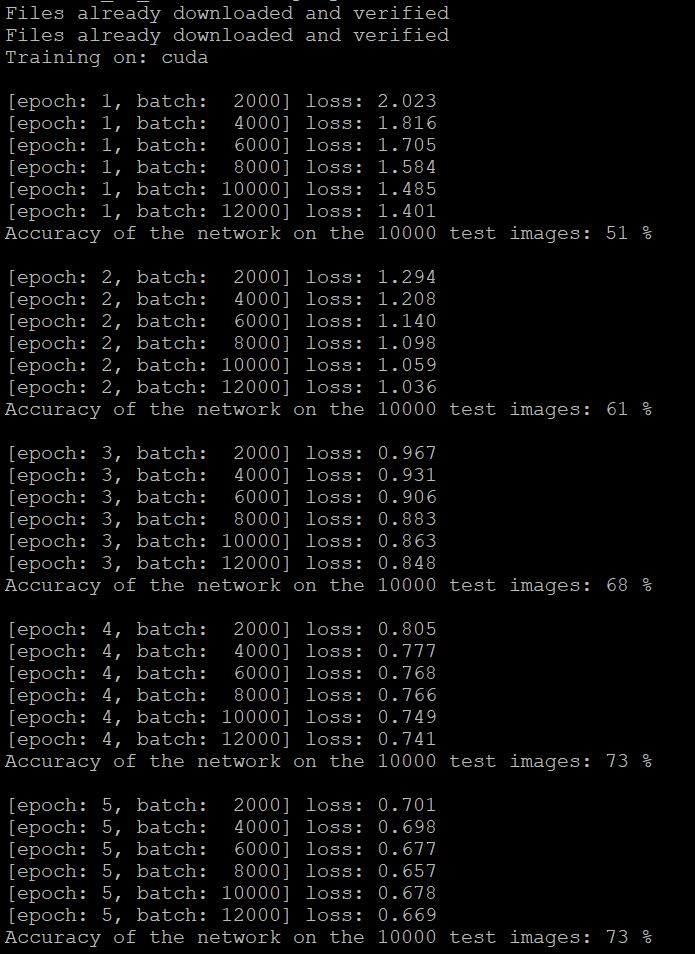 Files already downloaded and verified
Files already downloaded and verified
Training on: cuda
[epoch: 1, batch:  2000] loss: 2.023
[epoch: 1, batch:  4000] loss: 1.816
[epoch: 1, batch:  6000] loss: 1.705
[epoch: 1, batch:  8000] loss: 1.584
[epoch: 1, batch: 10000] loss: 1.485
[epoch: 1, batch: 12000] loss: 1.401
Accuracy of the network on the 10000 test images: 51 %
[epoch: 2, batch:  2000] loss: 1.294
[epoch: 2, batch:  4000] loss: 1.208
[epoch: 2, batch:  6000] loss: 1.140
[epoch: 2, batch:  8000] loss: 1.098
[epoch: 2, batch: 10000] loss: 1.059
[epoch: 2, batch: 12000] loss: 1.036
Accuracy of the network on the 10000 test images: 61 %
[epoch: 3, batch:  2000] loss: 0.967
[epoch: 3, batch:  4000] loss: 0.931
[epoch: 3, batch:  6000] loss: 0.906
[epoch: 3, batch:  8000] loss: 0.883
[epoch: 3, batch: 10000] loss: 0.863
[epoch: 3, batch: 12000] loss: 0.848
Accuracy of the network on the 10000 test images: 68 %
[epoch: 4, batch:  2000] loss: 0.805
[epoch: 4, batch:  4000] loss: 0.777
[epoch: 4, batch:  6000] loss: 0.768
[epoch: 4, batch:  8000] loss: 0.766
[epoch: 4, batch: 10000] loss: 0.749
[epoch: 4, batch: 12000] loss: 0.741
Accuracy of the network on the 10000 test images: 73 %
[epoch: 5, batch:  2000] loss: 0.701
[epoch: 5, batch:  4000] loss: 0.698
[epoch: 5, batch:  6000] loss: 0.677
[epoch: 5, batch:  8000] loss: 0.657
[epoch: 5, batch: 10000] loss: 0.678
[epoch: 5, batch: 12000] loss: 0.669
Accuracy of the network on the 10000 test images: 73 %